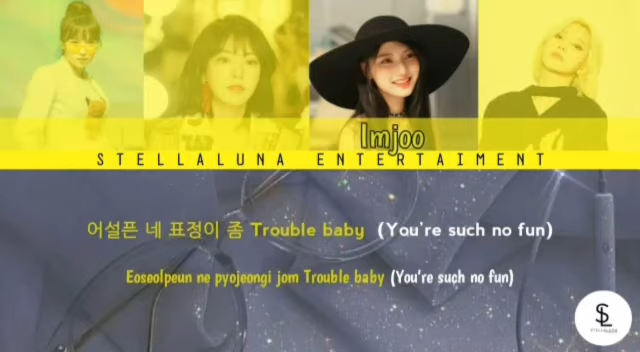 Imjoo
STELLALUNA ENTERTAIMENT
어설픈 네 표정이 좀 Trouble baby (You're such no fun)
Eoseolpeun ne pyojeongi jom Trouble baby (You're such no fun)
SL